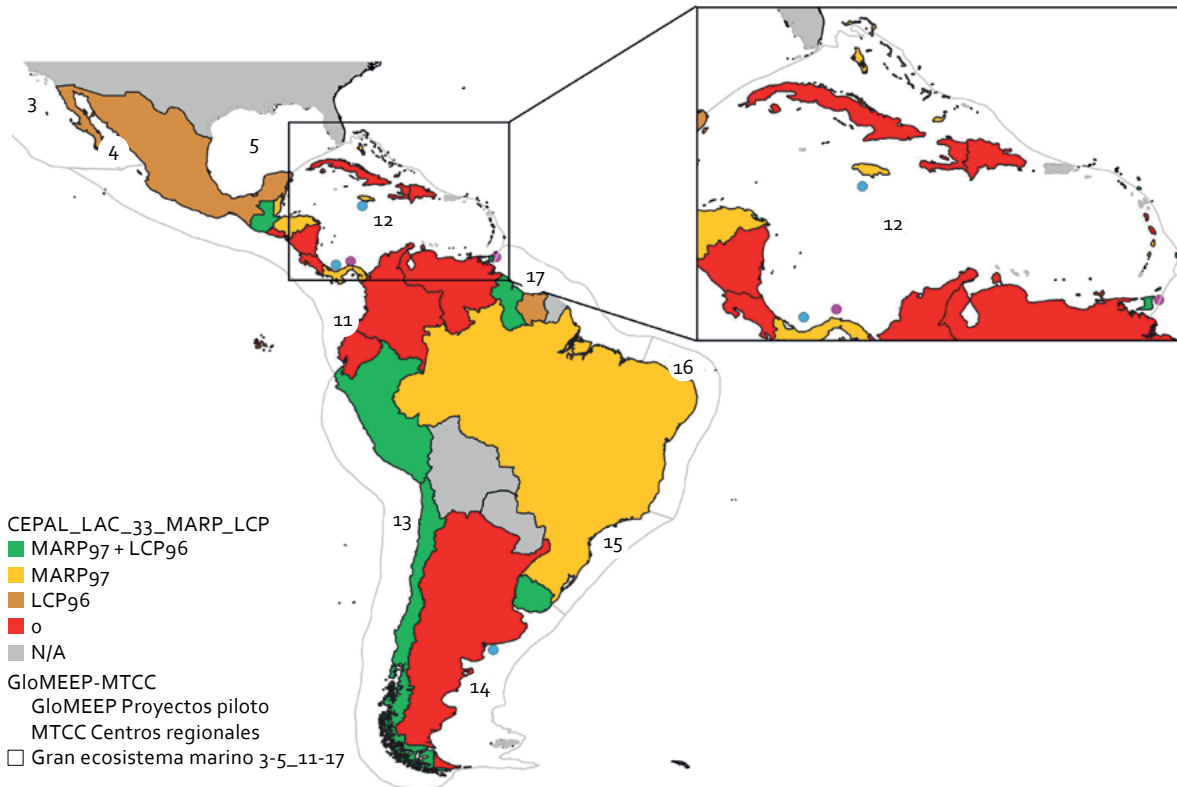 3
4
5
12
17
11
16
13
15
14
12
CEPAL_LAC_33_MARP_LCP
MARP97 + LCP96
MARP97
LCP96
0
N/A
GloMEEP-MTCC
GloMEEP Proyectos piloto
MTCC Centros regionales
Gran ecosistema marino 3-5_11-17